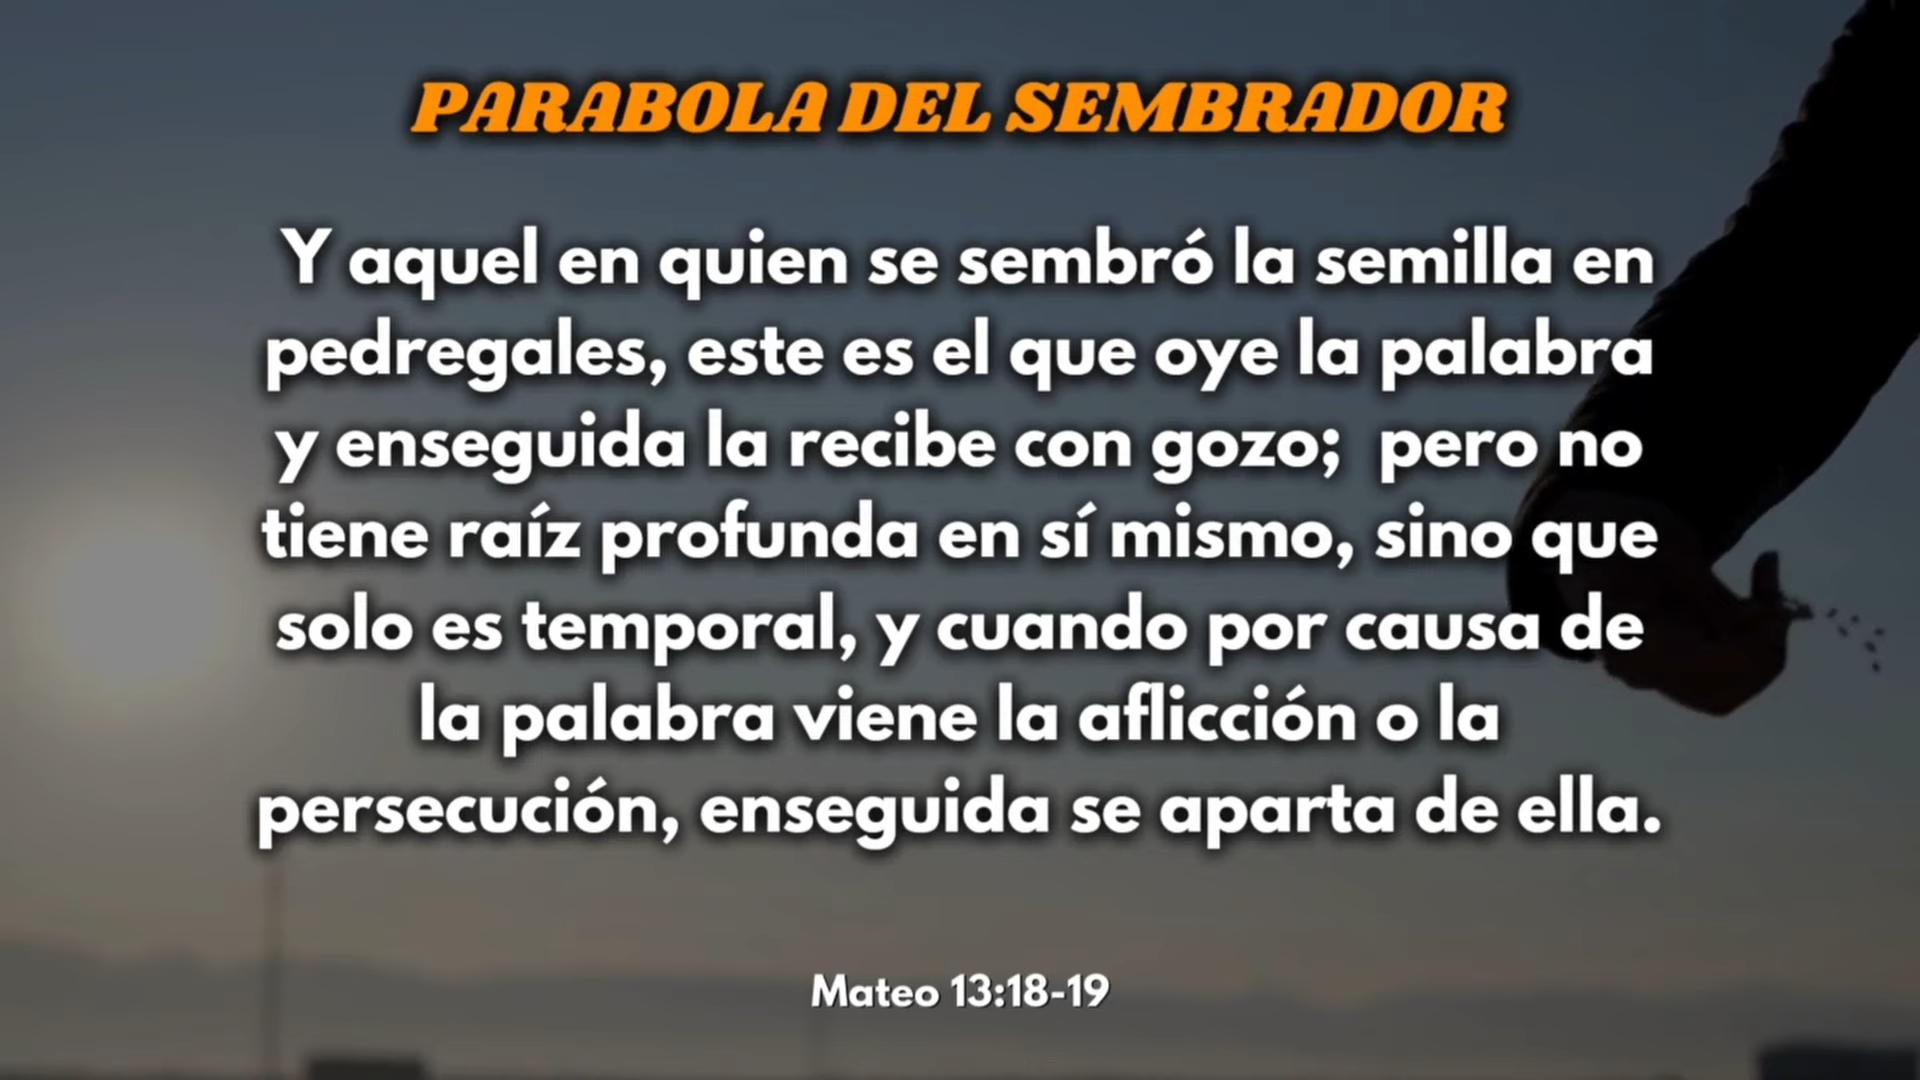 PARABOLA DEL SEMBRADOR
Y aquel en quien se sembró la semilla en
pedregales, este es el que oye la palabra
y enseguida la recibe con gozo; pero no
tiene raíz profunda en sí mismo, sino que
solo es temporal, y cuando por causa de
la palabra viene la aflicción o la
persecución, enseguida se aparta de ella.
Mateo 13:18-19